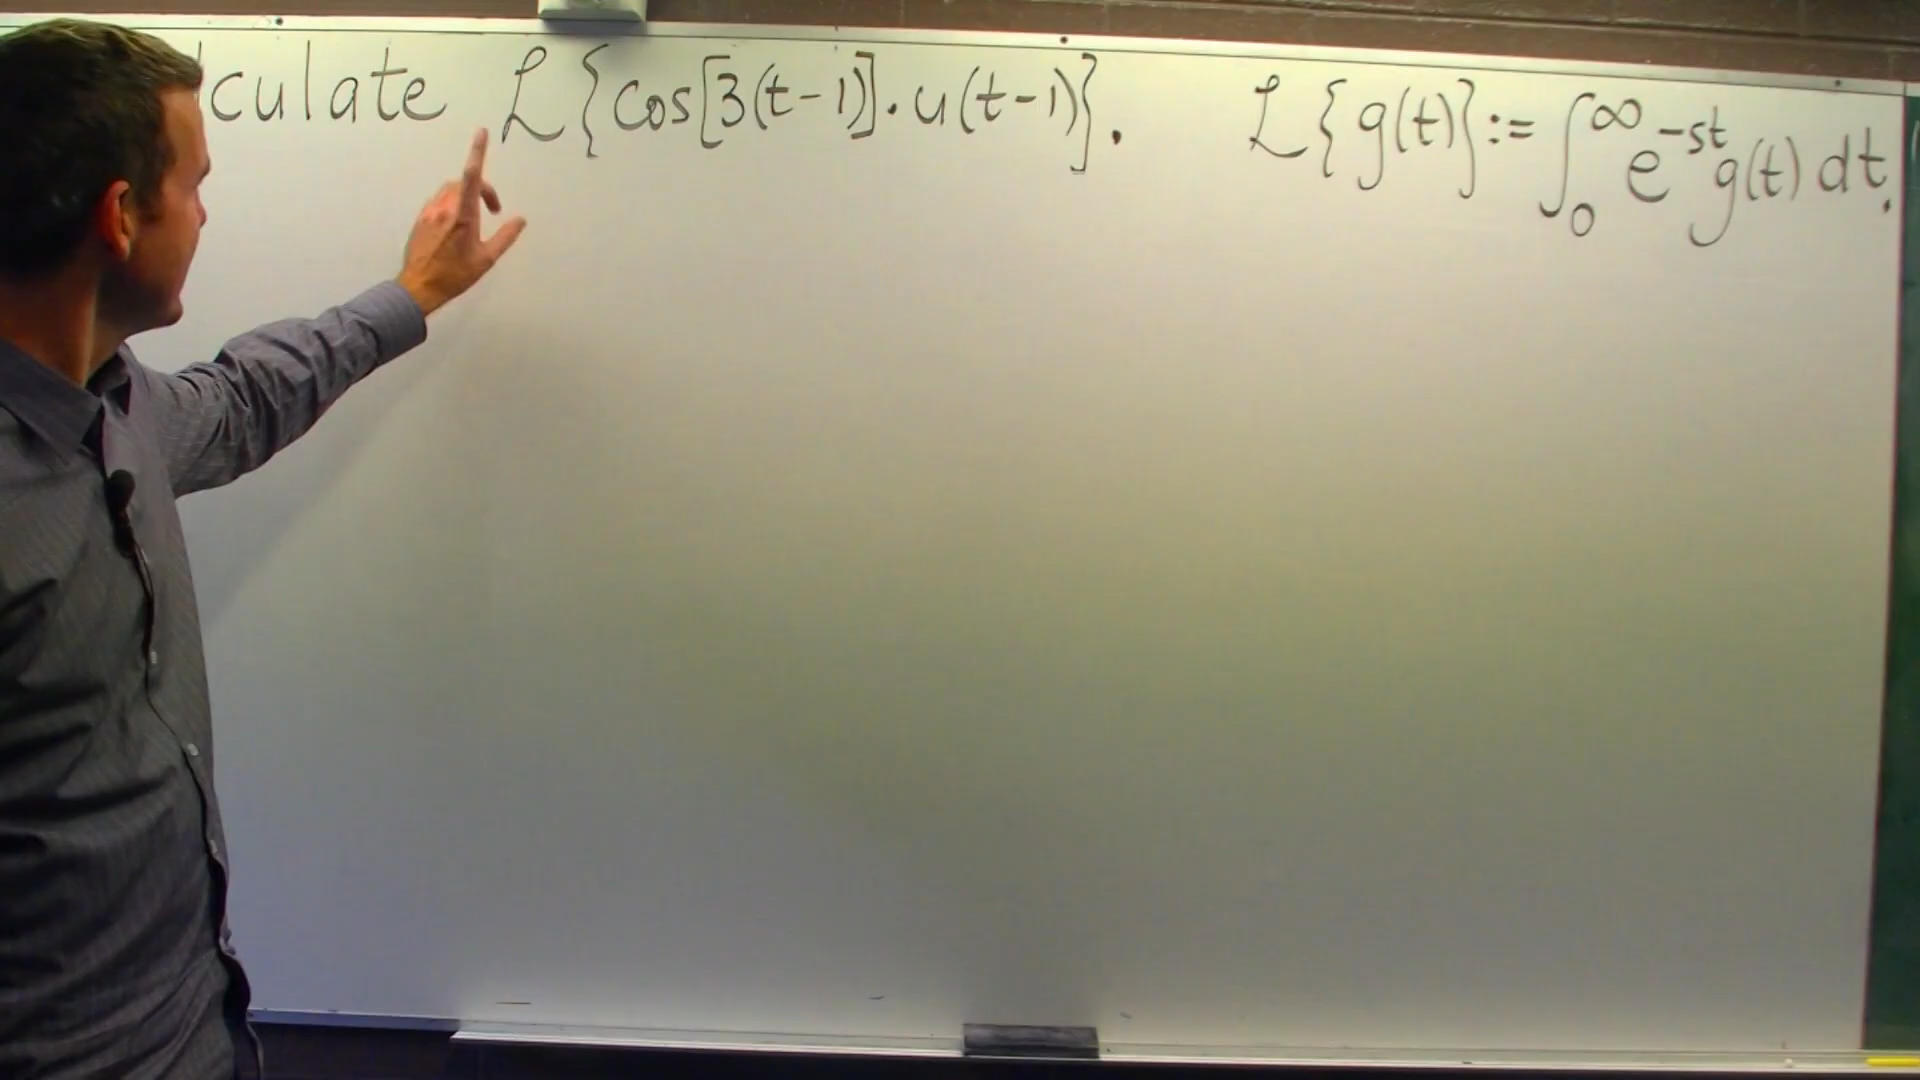 lculate ℒ{cos[3(t-1)]·u(t-1)}. ℒ{g(t)}:= ∫₀^∞ e^{-st} g(t) dt.